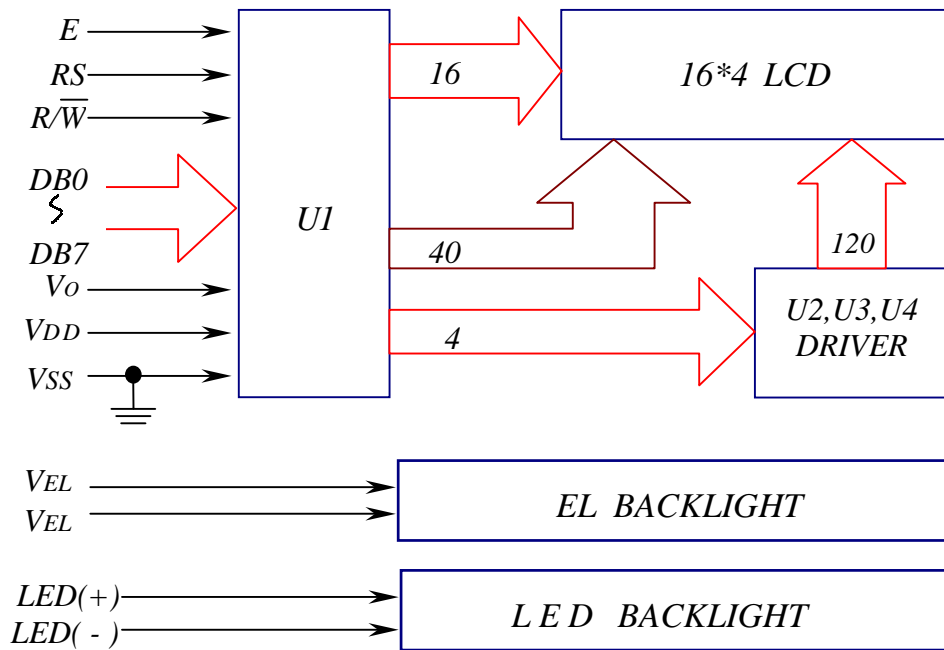 E
RS
R/W̅
DB0
DB7
VO
VDD
VSS
U1
16
40
4
16*4 LCD
120
U2,U3,U4
DRIVER
VEL
VEL
EL BACKLIGHT
LED(+)
LED( - )
LED BACKLIGHT